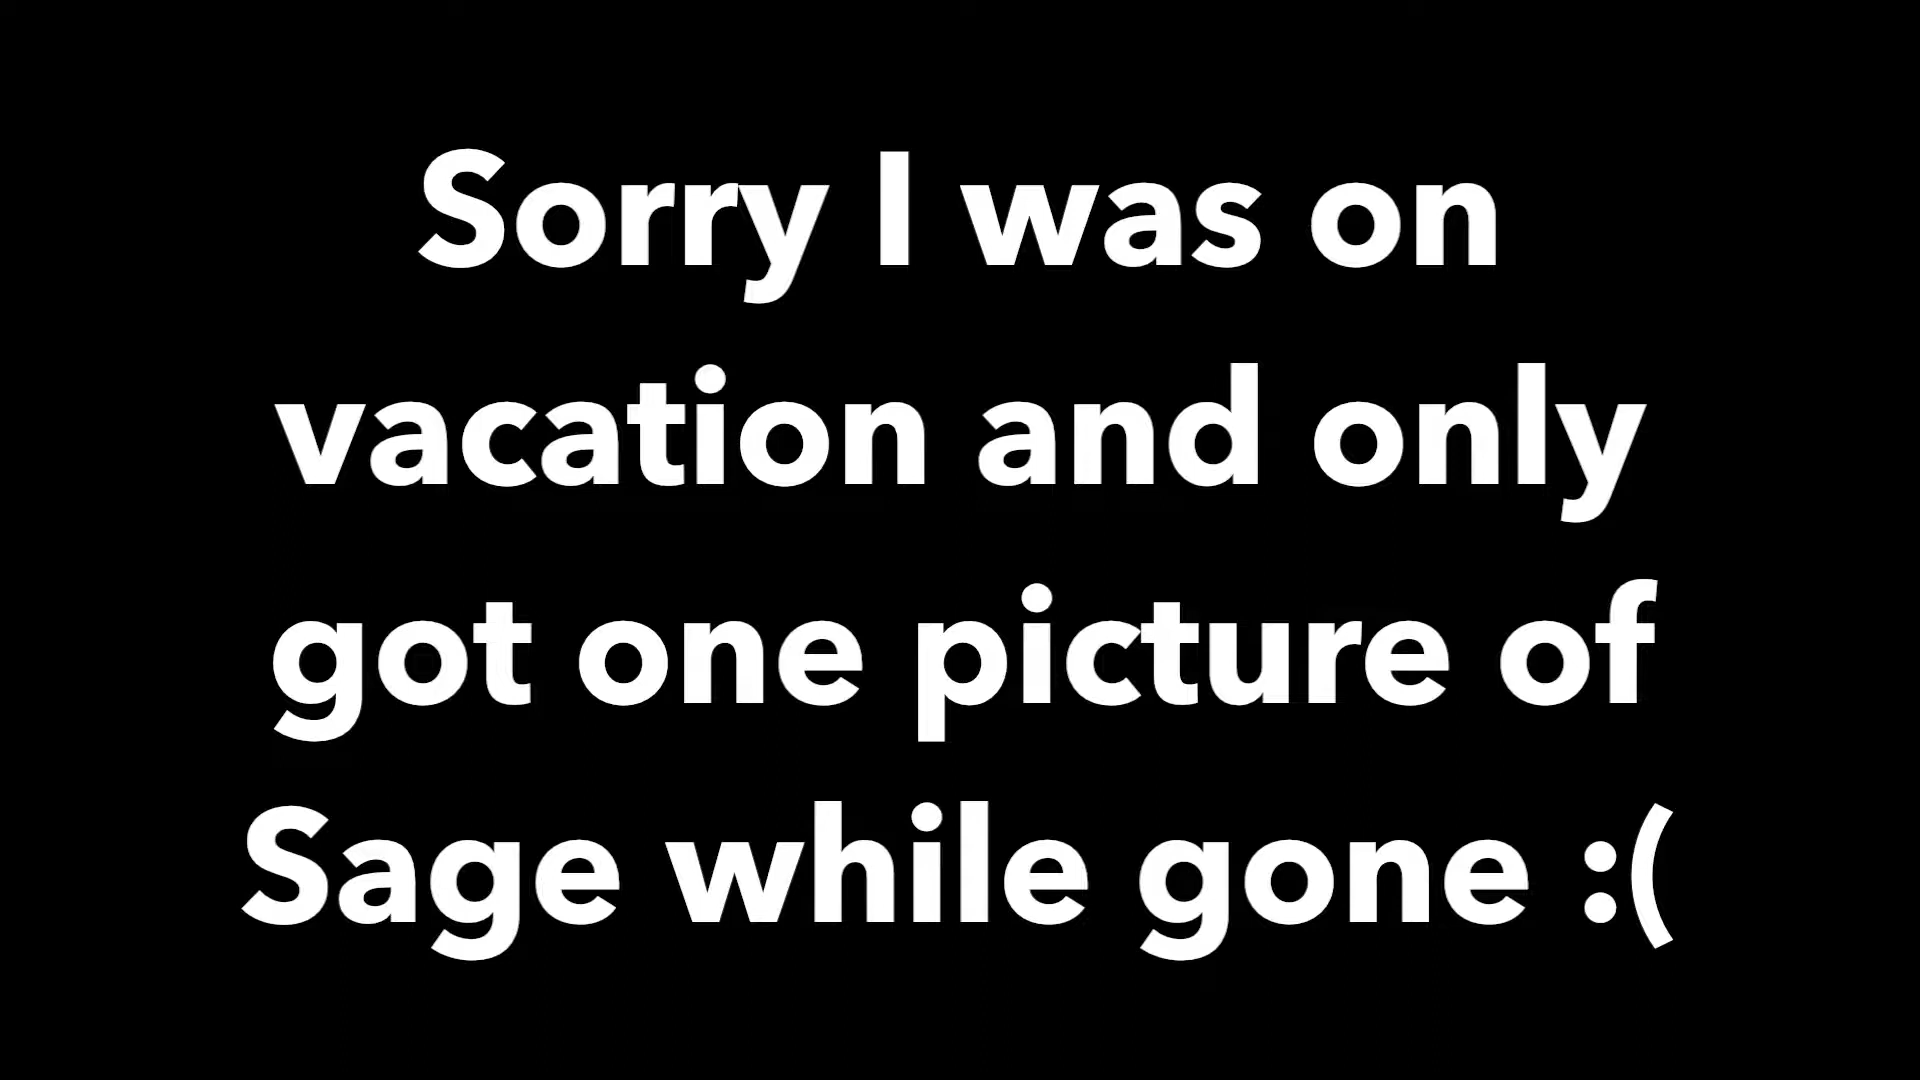 Sorry I was on
vacation and only
got one picture of
Sage while gone :(